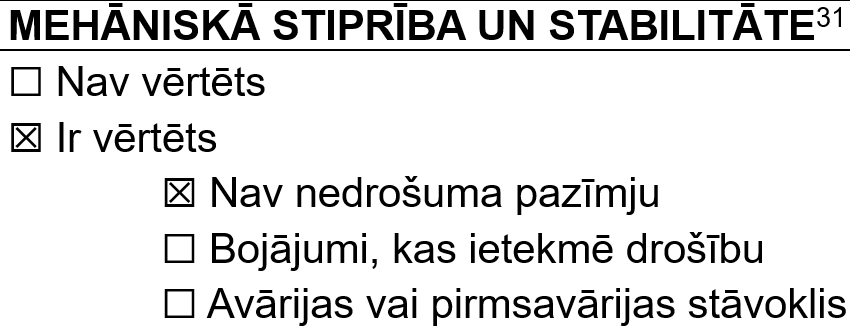 MEHĀNISKĀ STIPRĪBA UN STABILITĀTE³¹
☐ Nav vērtēts
☒ Ir vērtēts
☒ Nav nedrošuma pazīmju
☐ Bojājumi, kas ietekmē drošību
☐ Avārijas vai pirmsavārijas stāvoklis